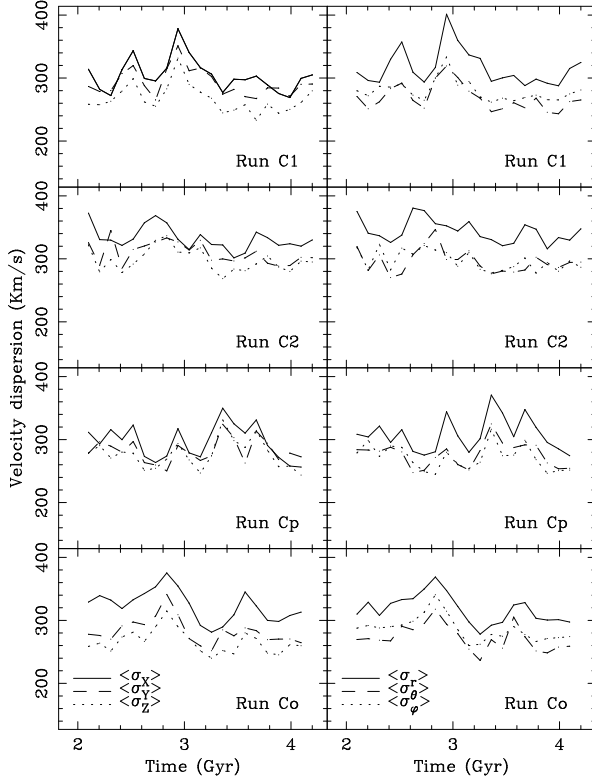 400
300
200
Run C1
Run C1
400
300
200
Run C2
Run C2
400
300
200
Run Cp
Run Cp
400
300
200
<σX>
<σY>
<σZ>
Run Co
<σr>
<σθ>
<σφ>
Run Co
2 3 4
2 3 4
Time (Gyr)
Time (Gyr)
Velocity dispersion (Km/s)